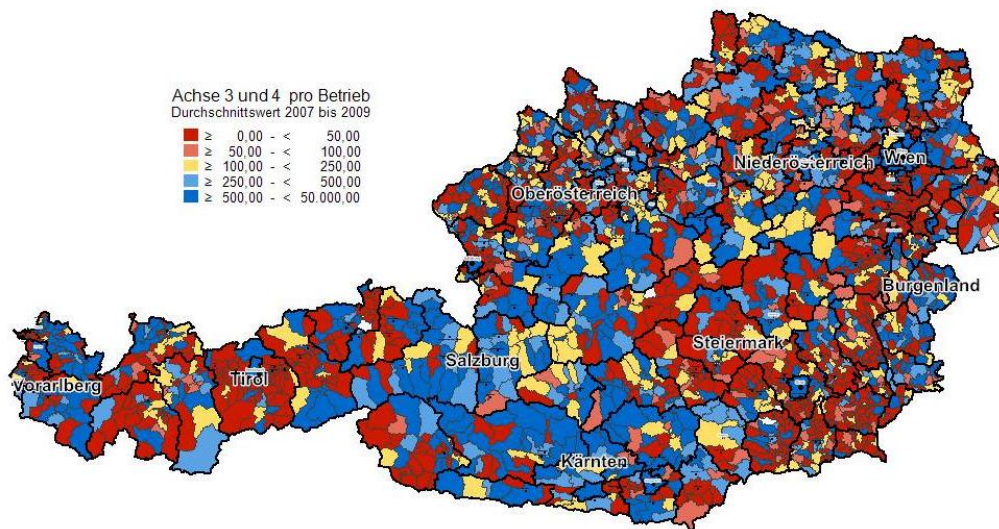 Achse 3 und 4 pro Betrieb
Durchschnittswert 2007 bis 2009
≥ 0,00 - < 50,00
≥ 50,00 - < 100,00
≥ 100,00 - < 250,00
≥ 250,00 - < 500,00
≥ 500,00 - < 50.000,00
Niederösterreich
Wien
Oberösterreich
Burgenland
Steiermark
Salzburg
Tirol
Vorarlberg
Kärnten